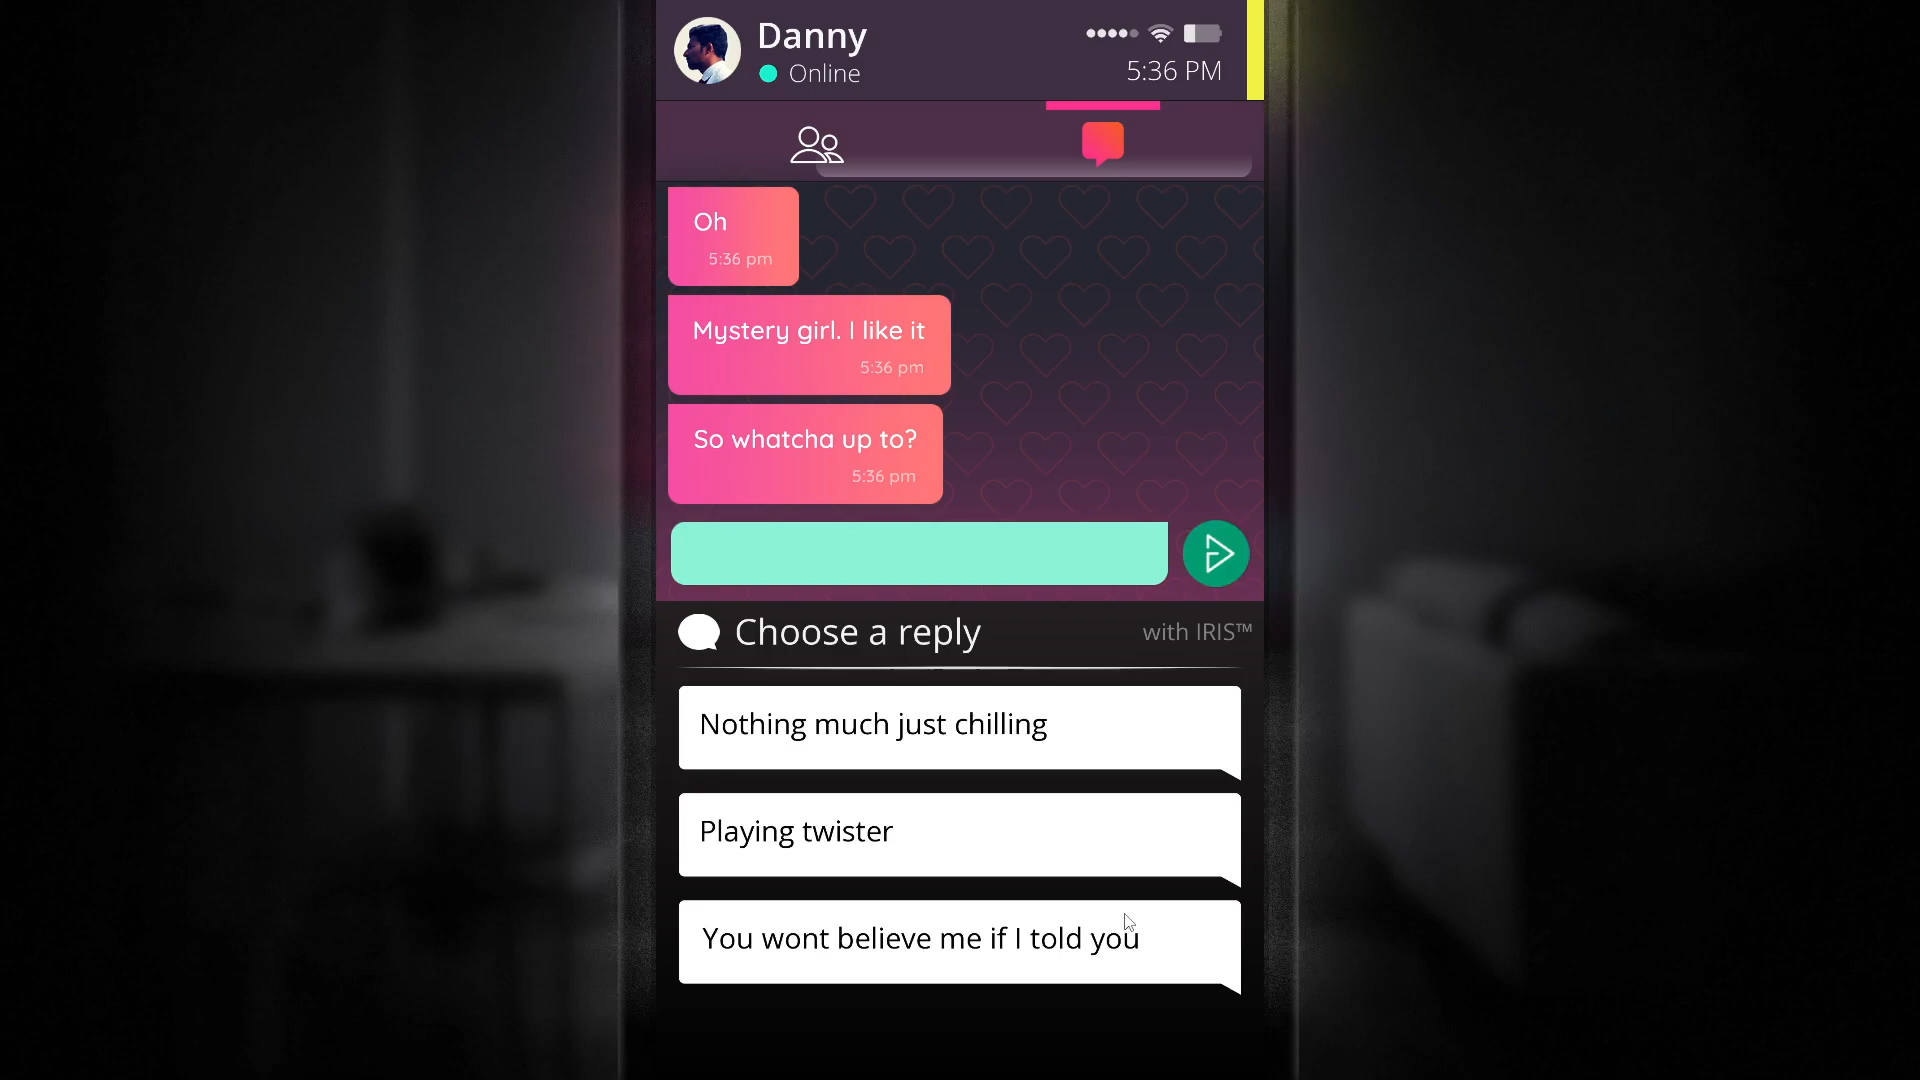 Danny
Online
5:36 PM
Oh
5:36 pm
Mystery girl. I like it
5:36 pm
So whatcha up to?
5:36 pm
Choose a reply
with IRIS™
Nothing much just chilling
Playing twister
You wont believe me if I told you